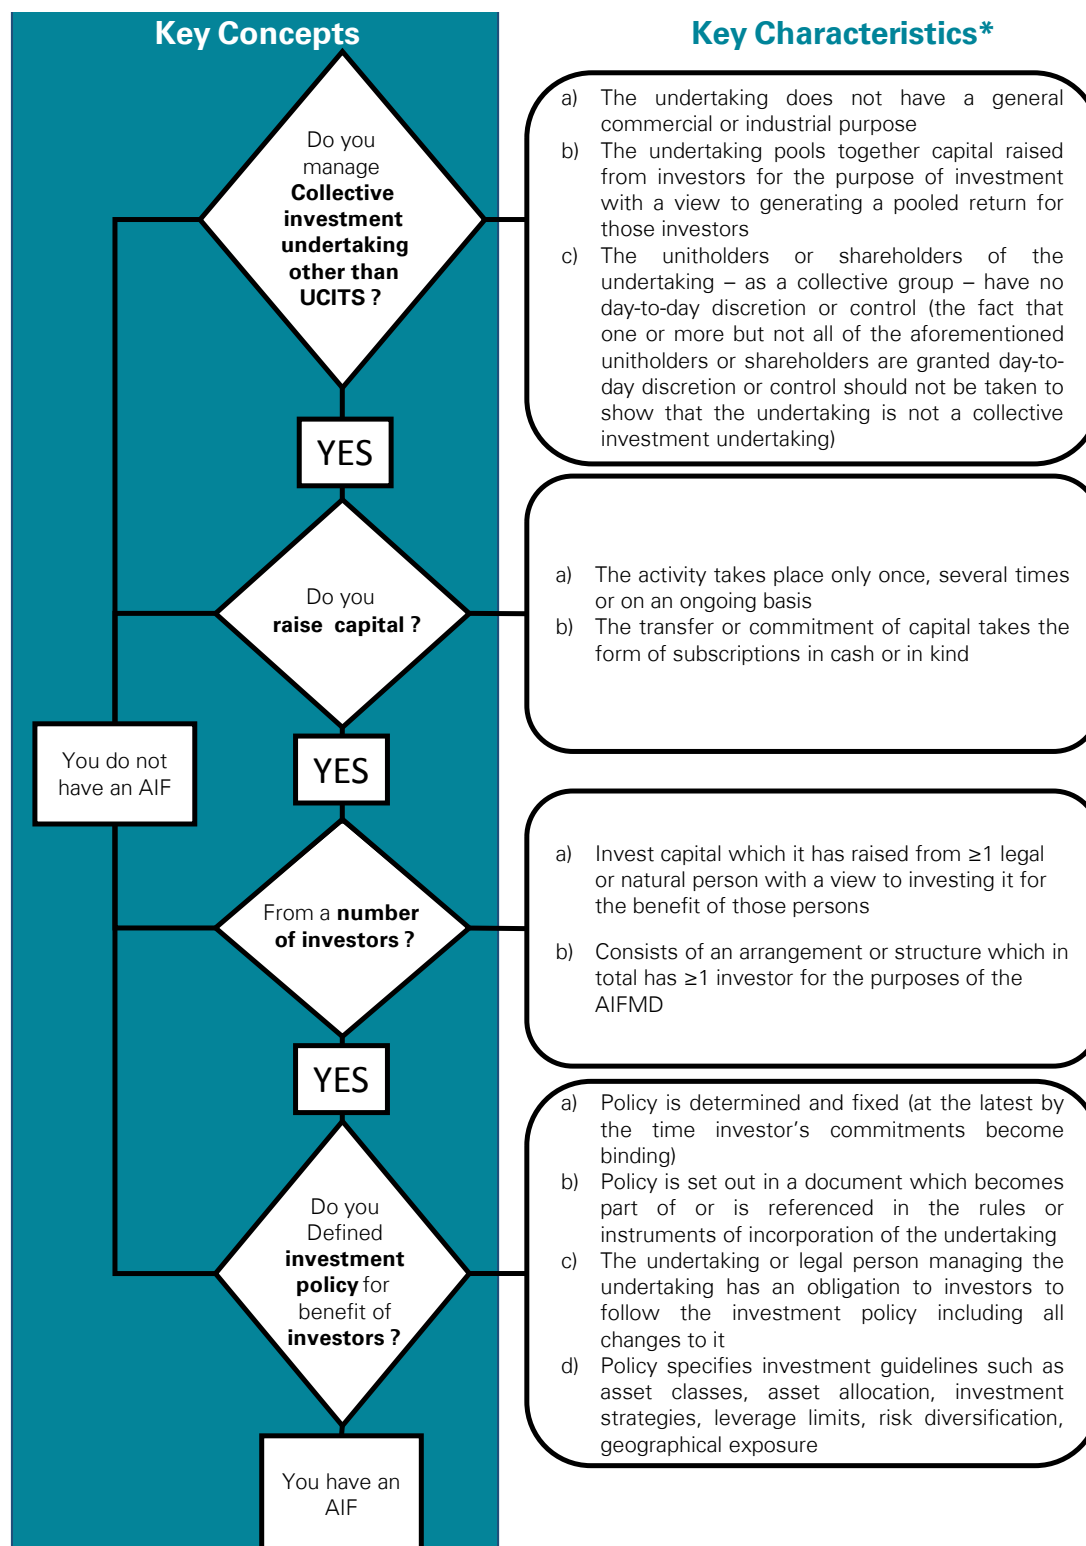 Key Concepts
Key Characteristics*
Do you
manage
Collective
investment
undertaking
other than
UCITS ?
a) The undertaking does not have a general
commercial or industrial purpose
b) The undertaking pools together capital raised
from investors for the purpose of investment
with a view to generating a pooled return for
those investors
c) The unitholders or shareholders of the
undertaking – as a collective group – have no
day-to-day discretion or control (the fact that
one or more but not all of the aforementioned
unitholders or shareholders are granted day-to-
day discretion or control should not be taken to
show that the undertaking is not a collective
investment undertaking)
YES
Do you
raise capital ?
a) The activity takes place only once, several times
or on an ongoing basis
b) The transfer or commitment of capital takes the
form of subscriptions in cash or in kind
YES
You do not
have an AIF
From a number
of investors ?
a) Invest capital which it has raised from ≥1 legal
or natural person with a view to investing it for
the benefit of those persons
b) Consists of an arrangement or structure which in
total has ≥1 investor for the purposes of the
AIFMD
YES
Do you
Defined
investment
policy for
benefit of
investors ?
a) Policy is determined and fixed (at the latest by
the time investor's commitments become
binding)
b) Policy is set out in a document which becomes
part of or is referenced in the rules or
instruments of incorporation of the undertaking
c) The undertaking or legal person managing the
undertaking has an obligation to investors to
follow the investment policy including all
changes to it
d) Policy specifies investment guidelines such as
asset classes, asset allocation, investment
strategies, leverage limits, risk diversification,
geographical exposure
You have an
AIF